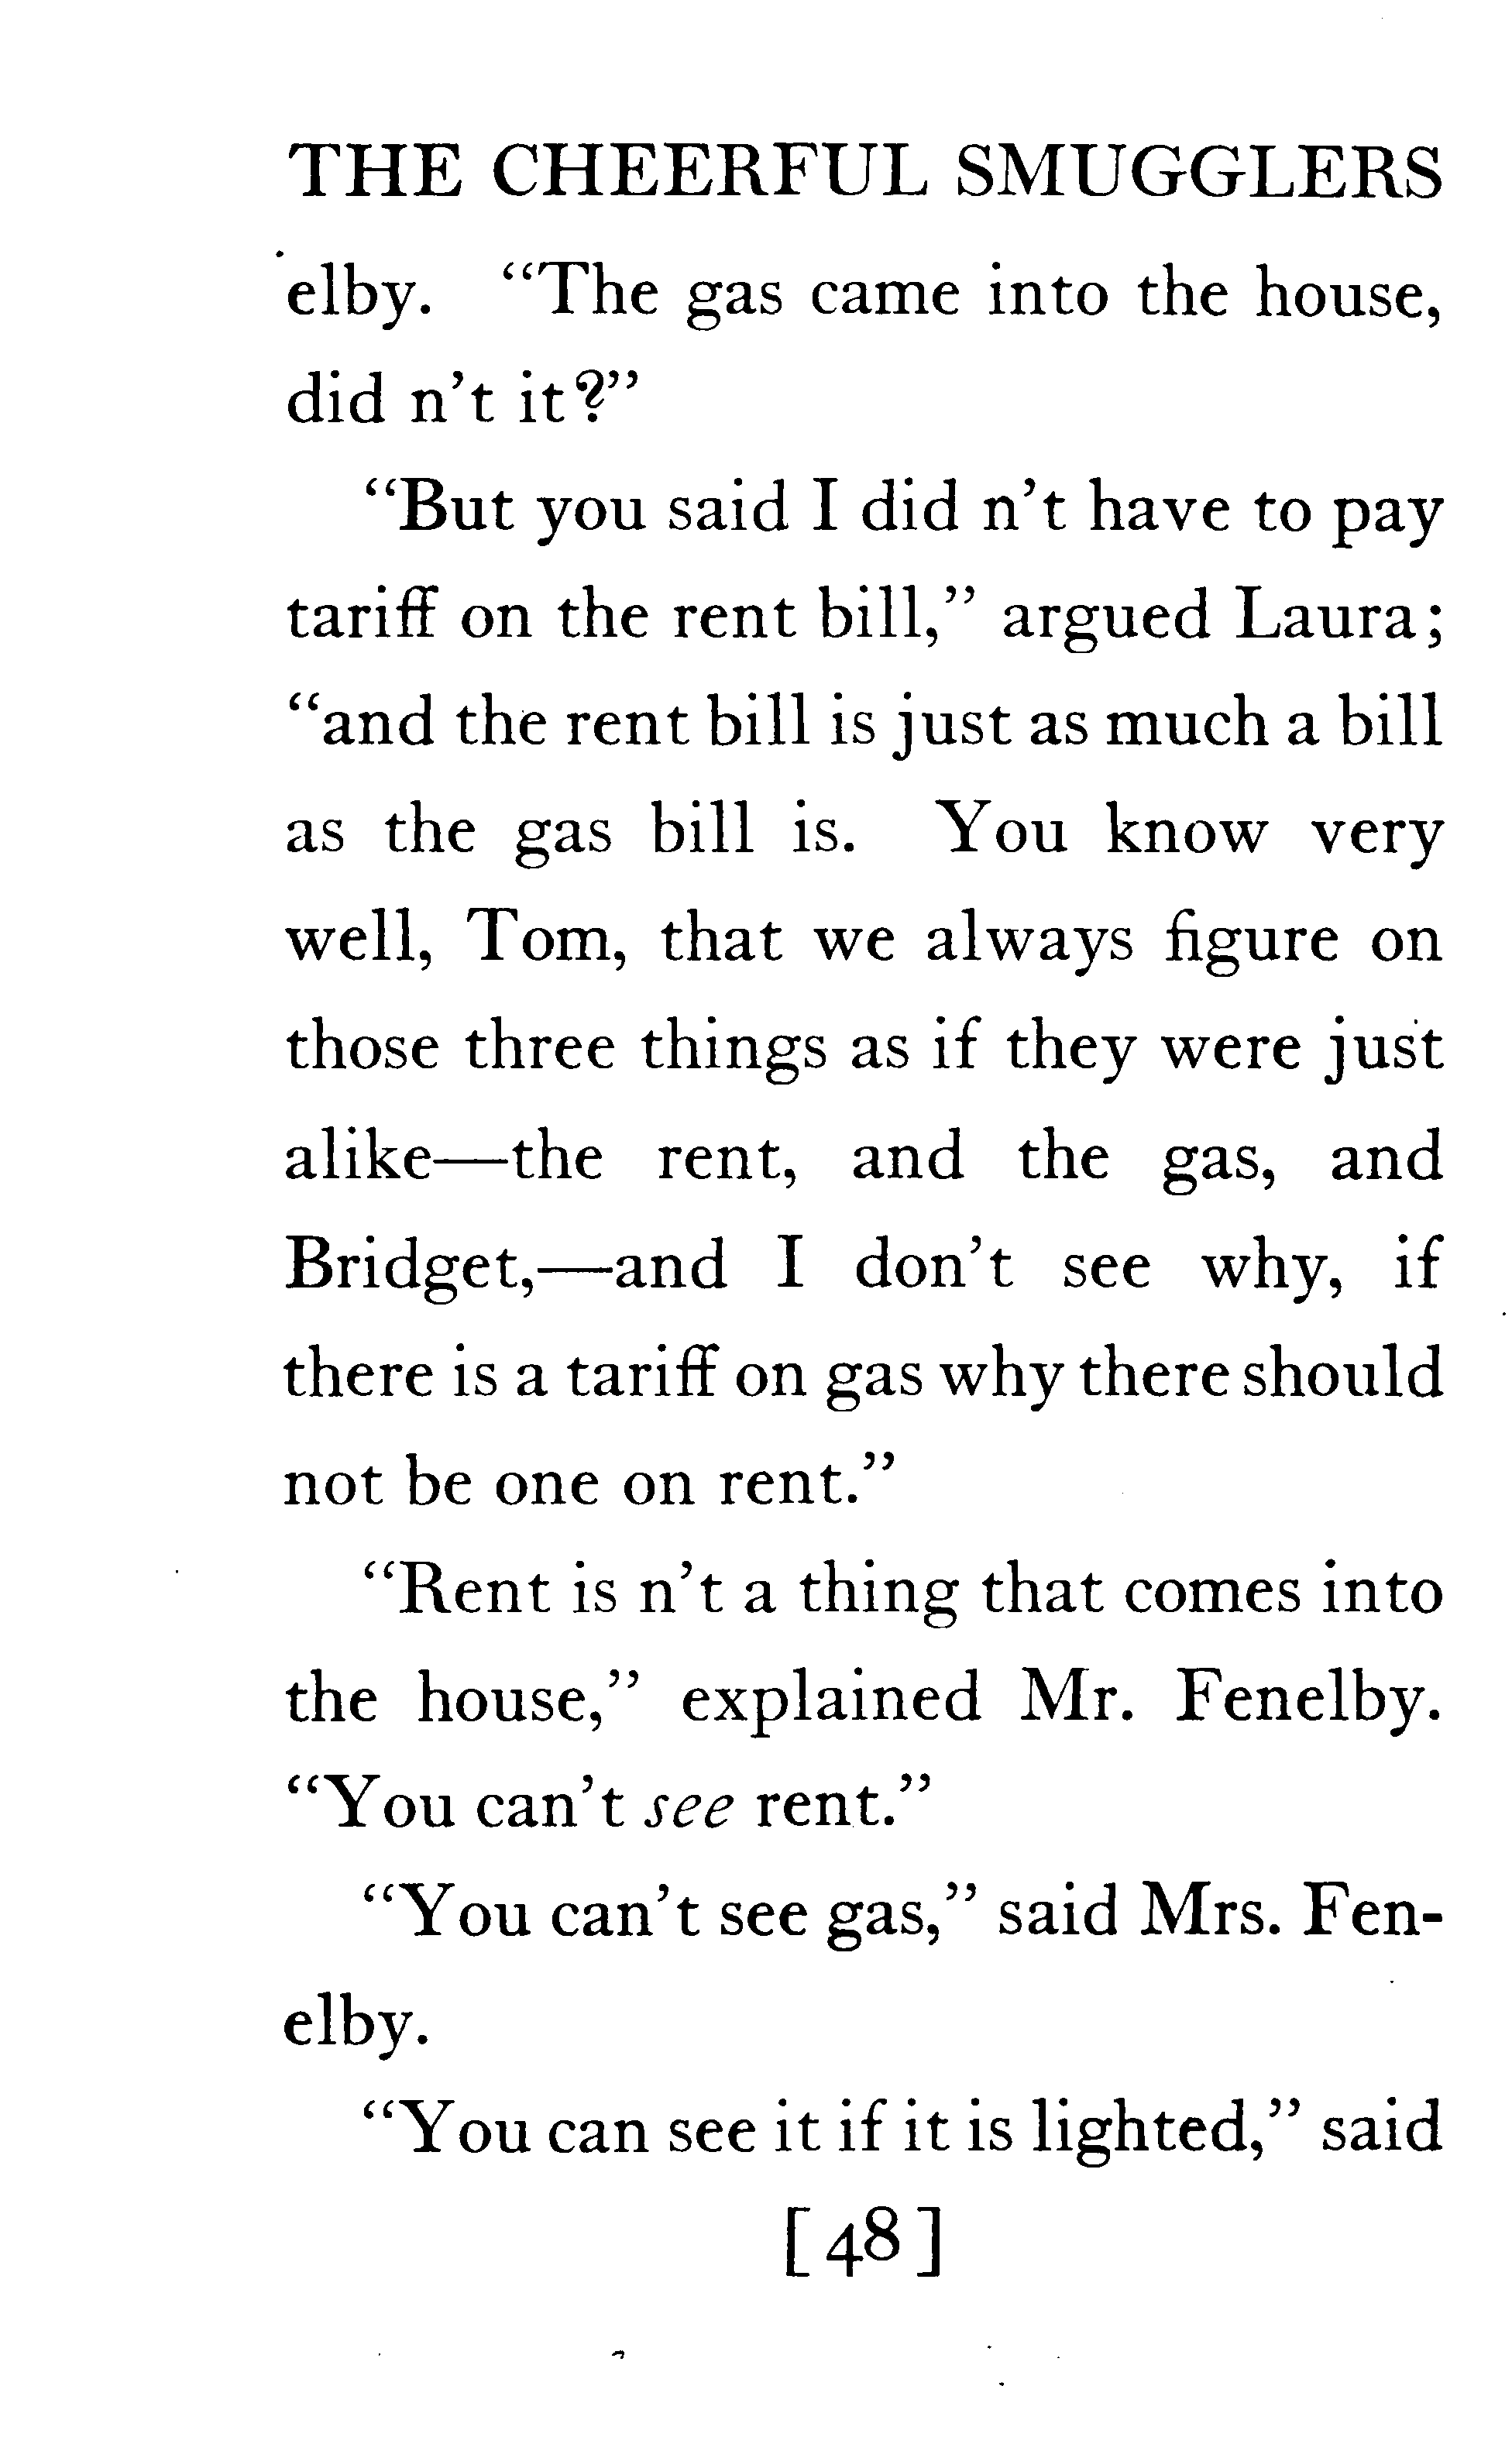 THE CHEERFUL SMUGGLERS
elby. "The gas came into the house,
did n't it?"
"But you said I did n't have to pay
tariff on the rent bill," argued Laura;
"and the rent bill is just as much a bill
as the gas bill is. You know very
well, Tom, that we always figure on
those three things as if they were just
alike—the rent, and the gas, and
Bridget,—and I don't see why, if
there is a tariff on gas why there should
not be one on rent."
"Rent is n't a thing that comes into
the house," explained Mr. Fenelby.
"You can't see rent."
"You can't see gas," said Mrs. Fen-
elby.
"You can see it if it is lighted," said
[48]